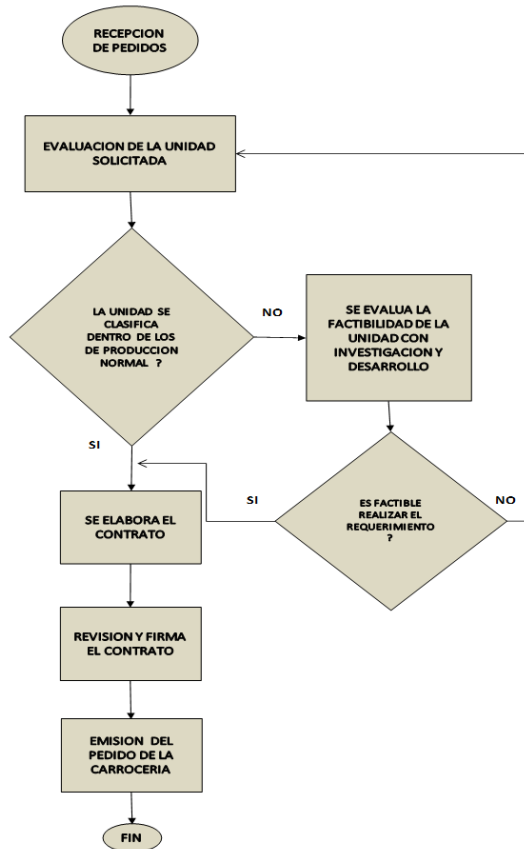 RECEPCION
DE PEDIDOS
EVALUACION DE LA UNIDAD
SOLICITADA
LA UNIDAD SE
CLASIFICA
DENTRO DE LOS
DE PRODUCCION
NORMAL ?
NO
SE EVALUA LA
FACTIBILIDAD DE LA
UNIDAD CON
INVESTIGACION Y
DESARROLLO
SI
SI
ES FACTIBLE
REALIZAR EL
REQUERIMIENTO
?
NO
SE ELABORA EL
CONTRATO
REVISION Y FIRMA
EL CONTRATO
EMISION DEL
PEDIDO DE LA
CARROCERIA
FIN